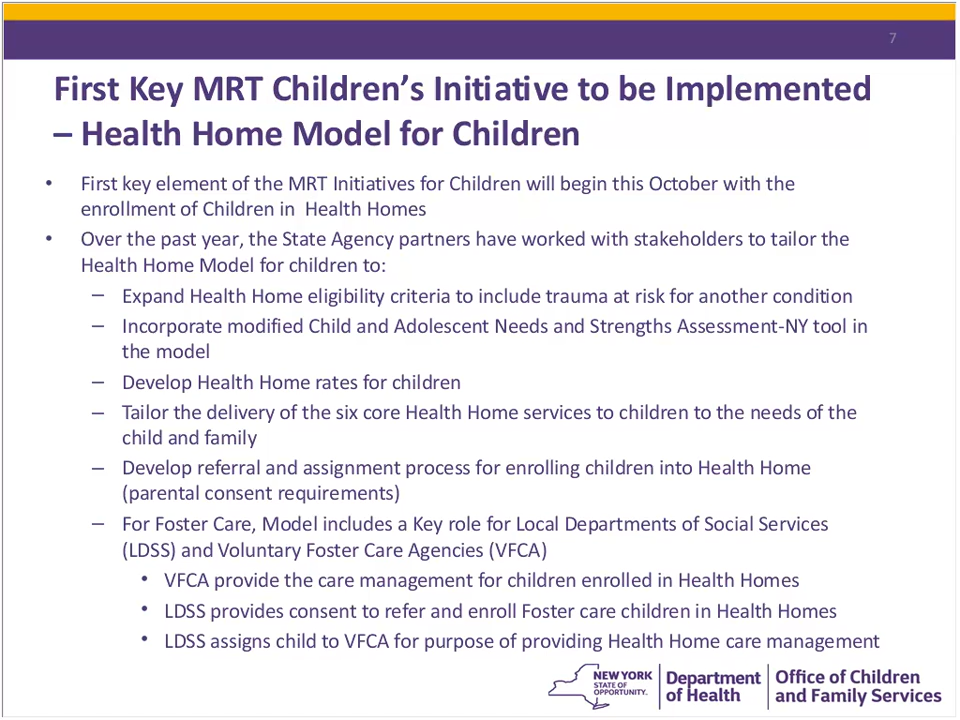 7
First Key MRT Children’s Initiative to be Implemented
– Health Home Model for Children
• First key element of the MRT Initiatives for Children will begin this October with the
enrollment of Children in  Health Homes
• Over the past year, the State Agency partners have worked with stakeholders to tailor the
Health Home Model for children to:
– Expand Health Home eligibility criteria to include trauma at risk for another condition
– Incorporate modified Child and Adolescent Needs and Strengths Assessment-NY tool in
the model
– Develop Health Home rates for children
– Tailor the delivery of the six core Health Home services to children to the needs of the
child and family
– Develop referral and assignment process for enrolling children into Health Home
(parental consent requirements)
– For Foster Care, Model includes a Key role for Local Departments of Social Services
(LDSS) and Voluntary Foster Care Agencies (VFCA)
• VFCA provide the care management for children enrolled in Health Homes
• LDSS provides consent to refer and enroll Foster care children in Health Homes
• LDSS assigns child to VFCA for purpose of providing Health Home care management
NEW YORK
STATE OF
OPPORTUNITY.
Department
of Health
Office of Children
and Family Services